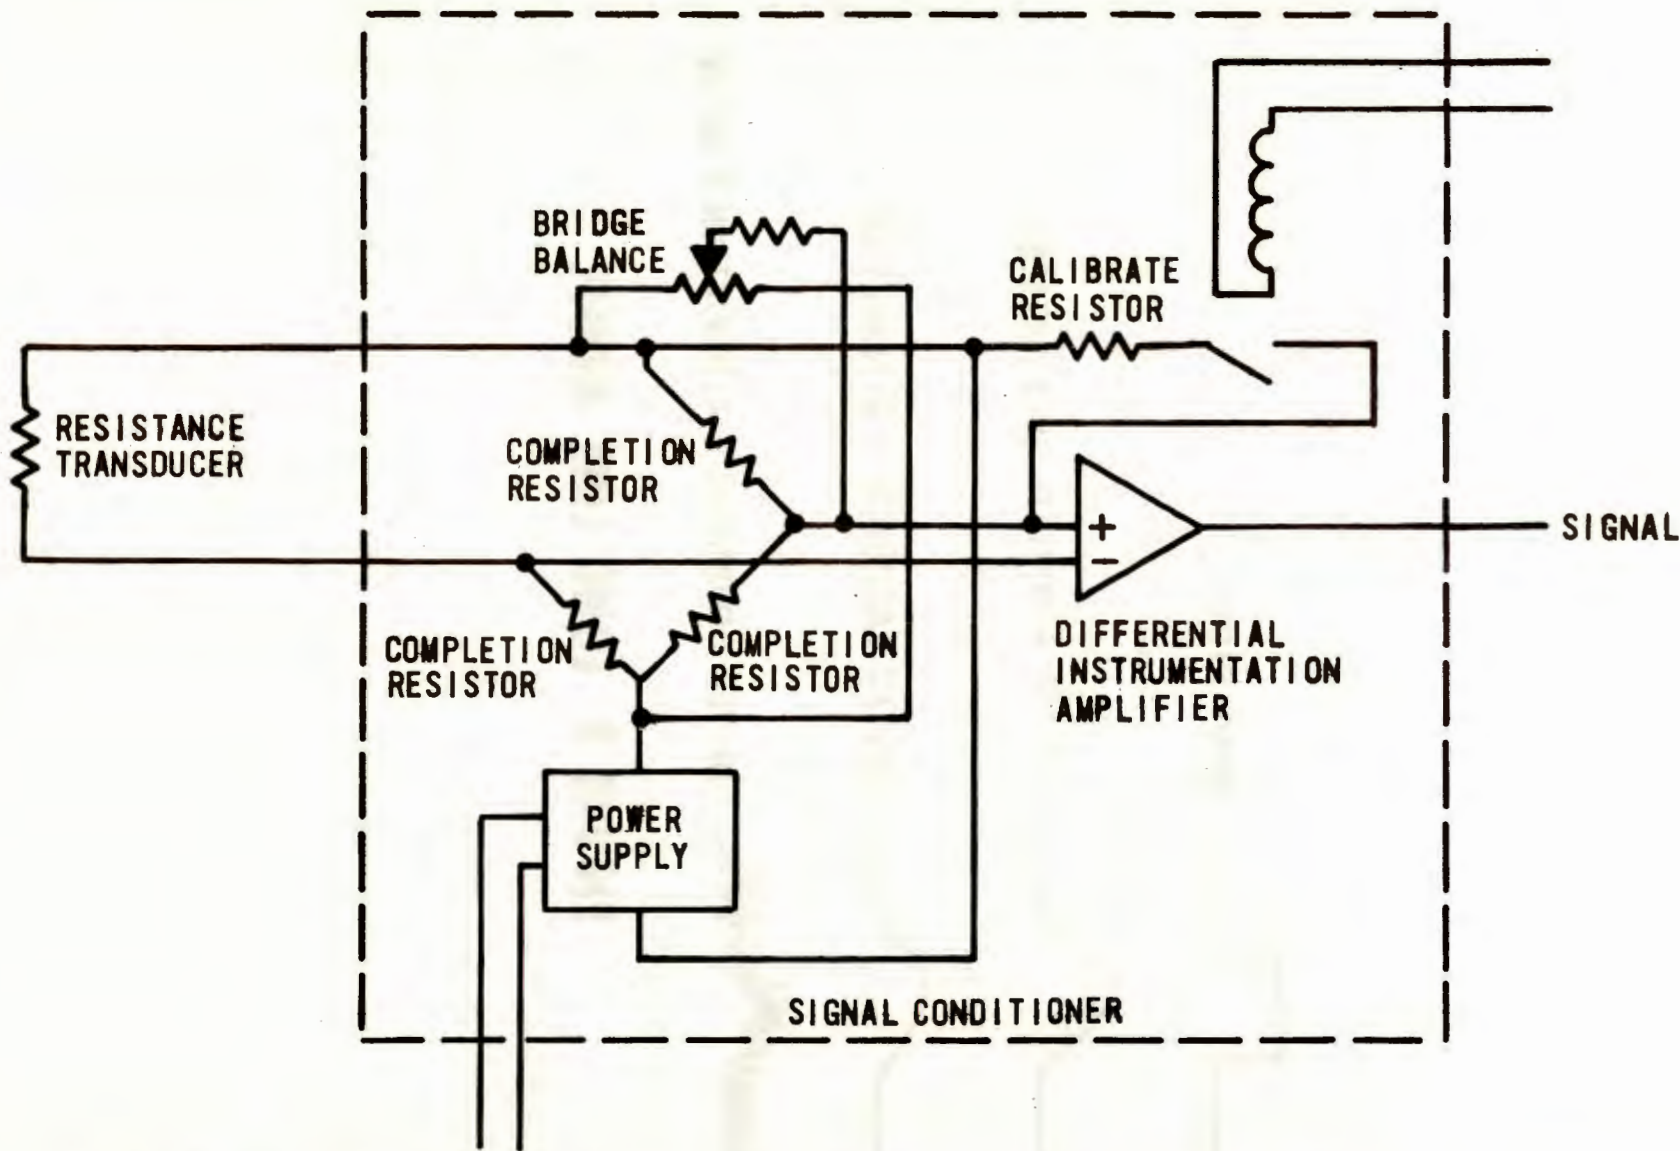 BRIDGE
BALANCE
CALIBRATE
RESISTOR
RESISTANCE
TRANSDUCER
COMPLETION
RESISTOR
+
−
SIGNAL
COMPLETION
RESISTOR
COMPLETION
RESISTOR
DIFFERENTIAL
INSTRUMENTATION
AMPLIFIER
POWER
SUPPLY
SIGNAL CONDITIONER